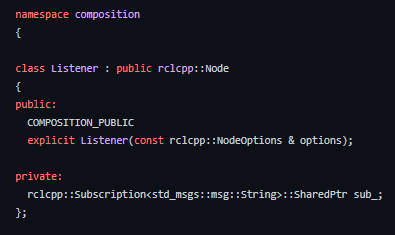 namespace composition
{
class Listener : public rclcpp::Node
{
public:
  COMPOSITION_PUBLIC
  explicit Listener(const rclcpp::NodeOptions & options);
private:
  rclcpp::Subscription<std_msgs::msg::String>::SharedPtr sub_;
};